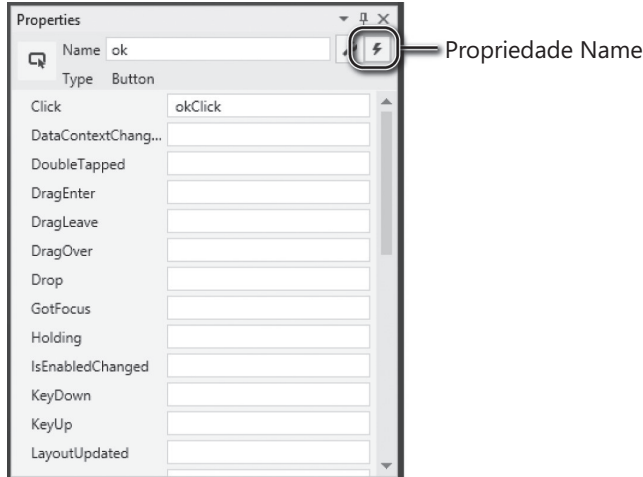 Properties
Name ok
Propriedade Name
Type Button
Click okClick
DataContextChang...
DoubleTapped
DragEnter
DragLeave
DragOver
Drop
GotFocus
Holding
IsEnabledChanged
KeyDown
KeyUp
LayoutUpdated